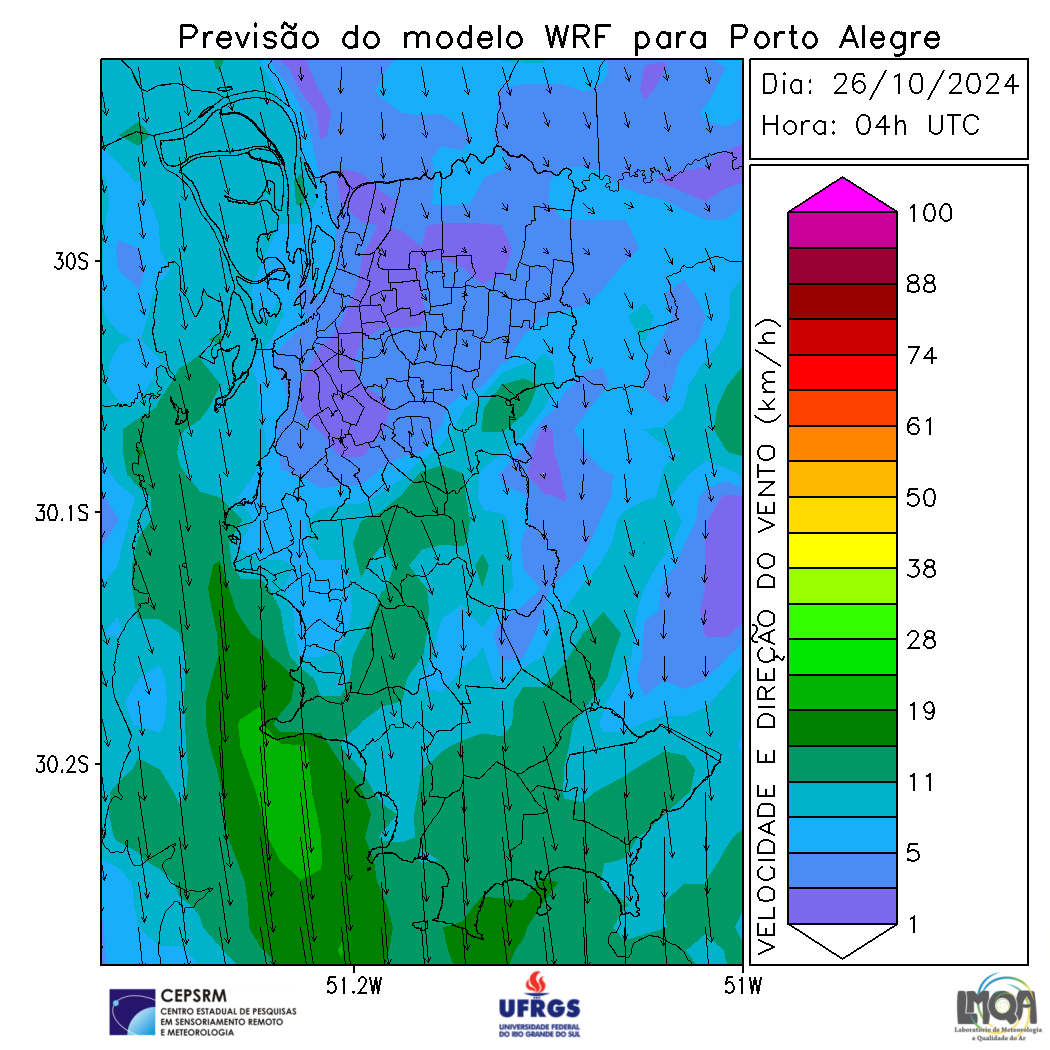 Previsão do modelo WRF para Porto Alegre
Dia: 26/10/2024
Hora: 04h UTC
30S
30.1S
30.2S
51.2W
51W
VELOCIDADE E DIREÇÃO DO VENTO (km/h)
100
88
74
61
50
38
28
19
11
5
1
CEPSRM
CENTRO ESTADUAL DE PESQUISAS
EM SENSORIAMENTO REMOTO
E METEOROLOGIA
UFRGS
UNIVERSIDADE FEDERAL
DO RIO GRANDE DO SUL
LMQA
Laboratório de Meteorologia
e Qualidade do Ar